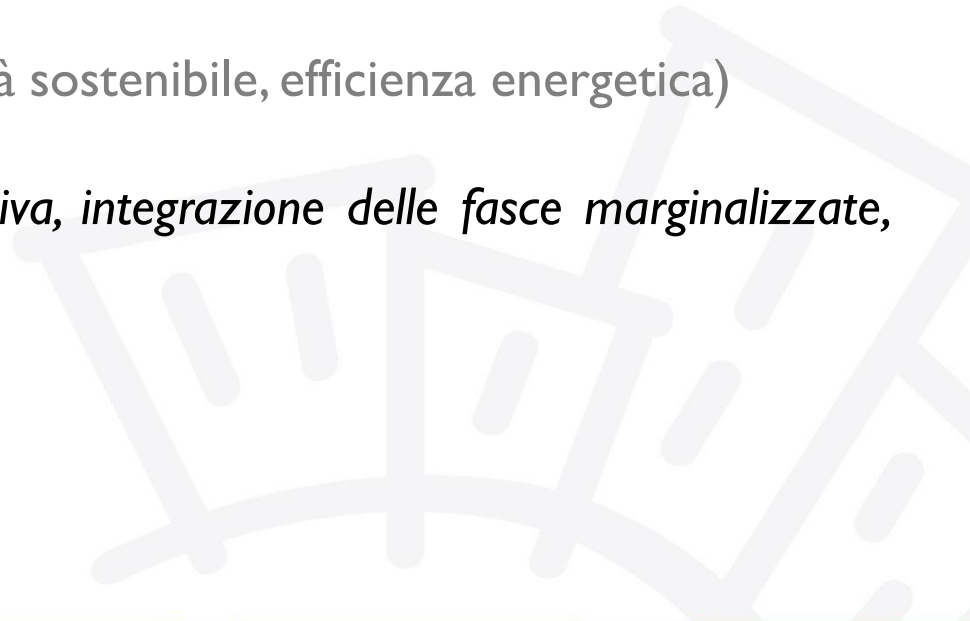 à sostenibile, efficienza energetica)
iva, integrazione delle fasce marginalizzate,